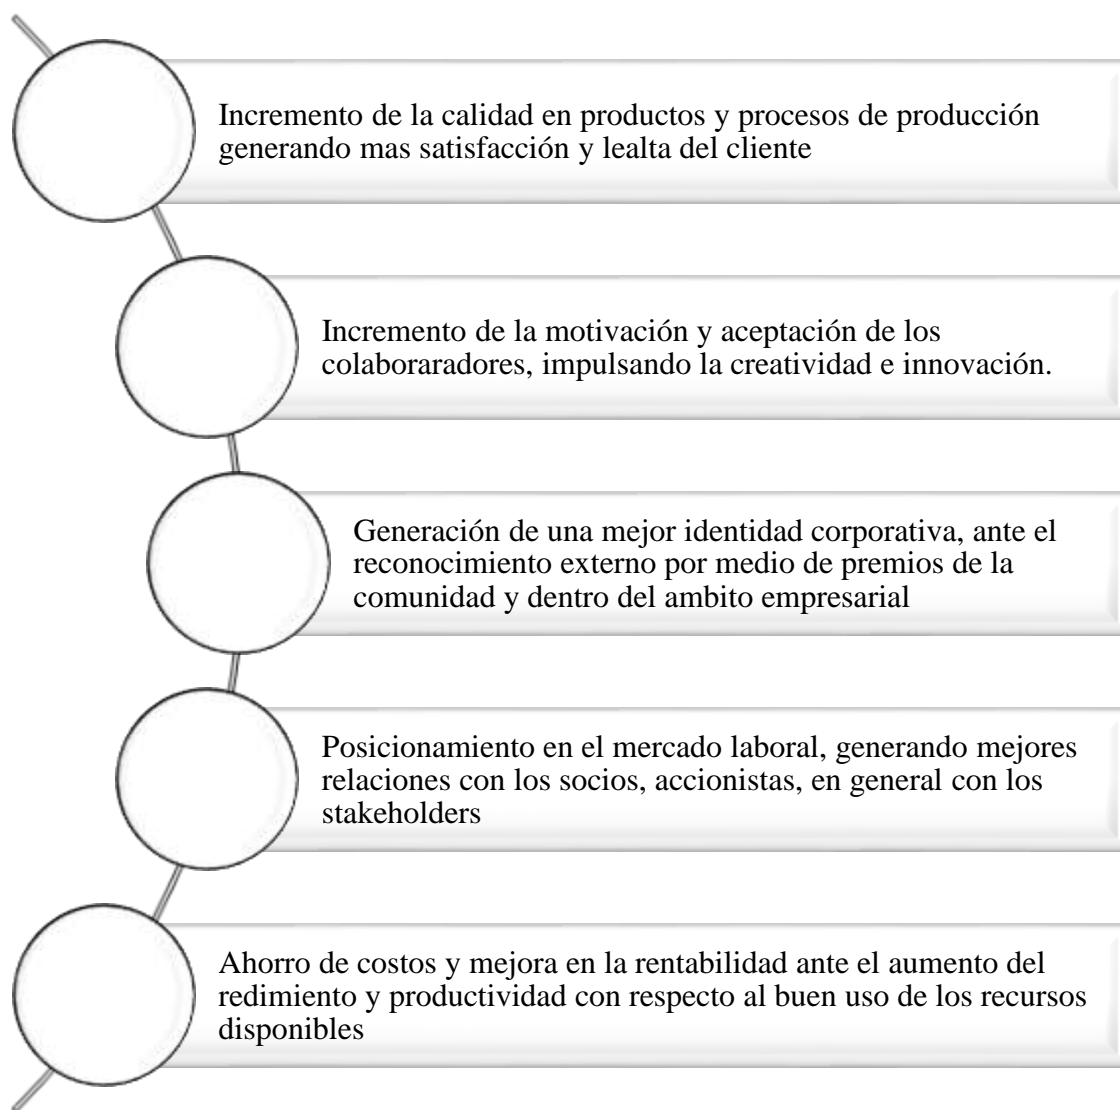 Incremento de la calidad en productos y procesos de producción
generando mas satisfacción y lealta del cliente
Incremento de la motivación y aceptación de los
colaboraradores, impulsando la creatividad e innovación.
Generación de una mejor identidad corporativa, ante el
reconocimiento externo por medio de premios de la
comunidad y dentro del ambito empresarial
Posicionamiento en el mercado laboral, generando mejores
relaciones con los socios, accionistas, en general con los
stakeholders
Ahorro de costos y mejora en la rentabilidad ante el aumento del
redimiento y productividad con respecto al buen uso de los recursos
disponibles